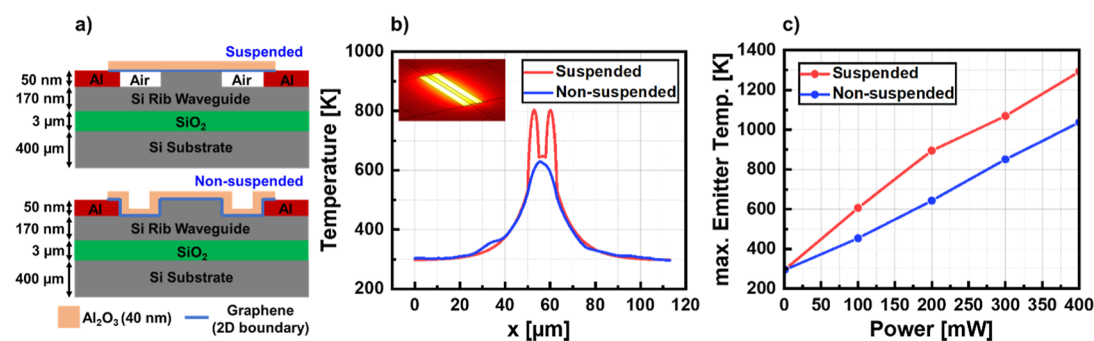 a)
Suspended
50 nm
Al
Air
Air
Al
170 nm
Si Rib Waveguide
3 µm
SiO2
400 µm
Si Substrate
Non-suspended
50 nm
Al
Al
170 nm
Si Rib Waveguide
3 µm
SiO2
400 µm
Si Substrate
Al2O3 (40 nm)
Graphene
(2D boundary)
b)
1000
800
600
400
200
Temperature [K]
Suspended
Non-suspended
0
20
40
60
80
100
120
x [µm]
c)
1400
1200
1000
800
600
400
200
max. Emitter Temp. [K]
Suspended
Non-suspended
0
50
100
150
200
250
300
350
400
Power [mW]